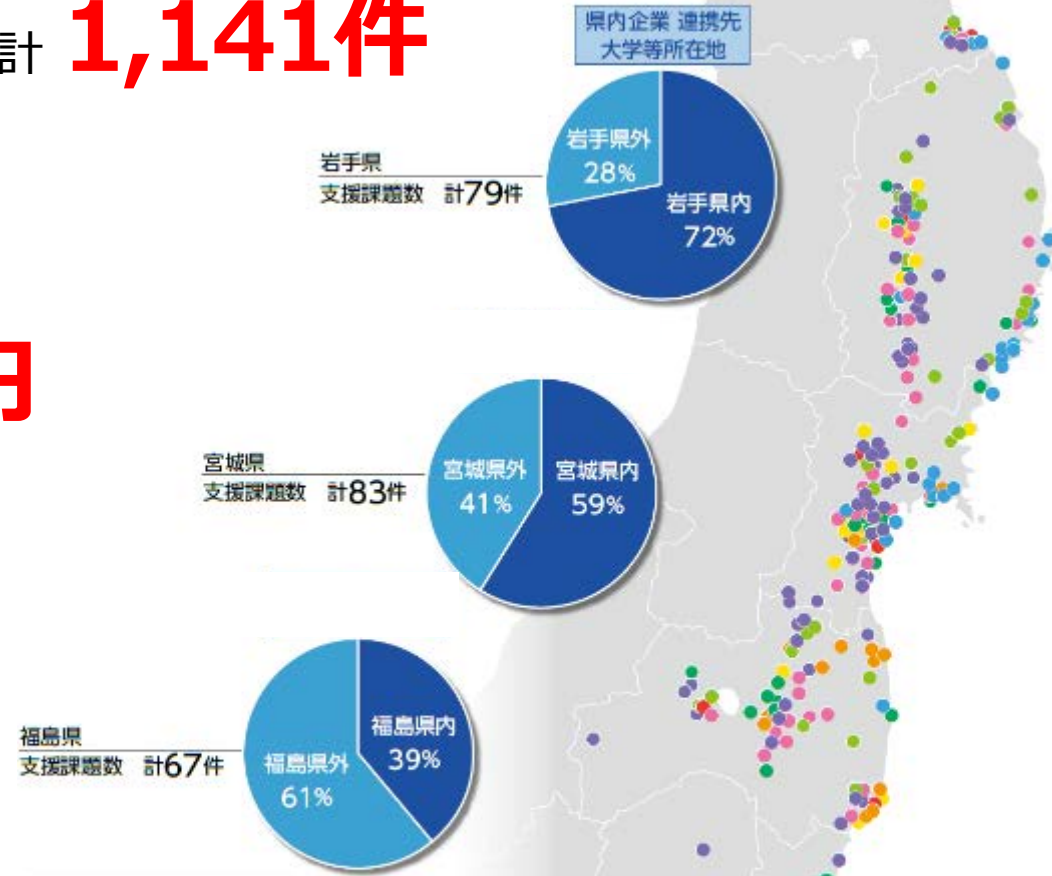 計 1,141件
県内企業 連携先
大学等所在地
岩手県
支援課題数 計79件
岩手県外
28%
岩手県内
72%
円
宮城県
支援課題数 計83件
宮城県外
41%
宮城県内
59%
福島県
支援課題数 計67件
福島県外
61%
福島県内
39%